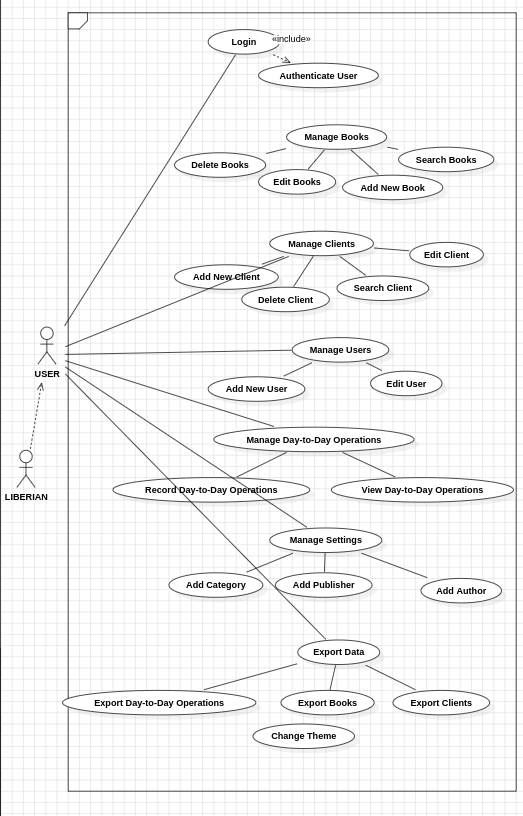 Login
«include»
Authenticate User
Manage Books
Delete Books
Search Books
Edit Books
Add New Book
Manage Clients
Edit Client
Add New Client
Search Client
Delete Client
USER
Manage Users
Add New User
Edit User
Manage Day-to-Day Operations
LIBERIAN
Record Day-to-Day Operations
View Day-to-Day Operations
Manage Settings
Add Category
Add Publisher
Add Author
Export Data
Export Day-to-Day Operations
Export Books
Export Clients
Change Theme